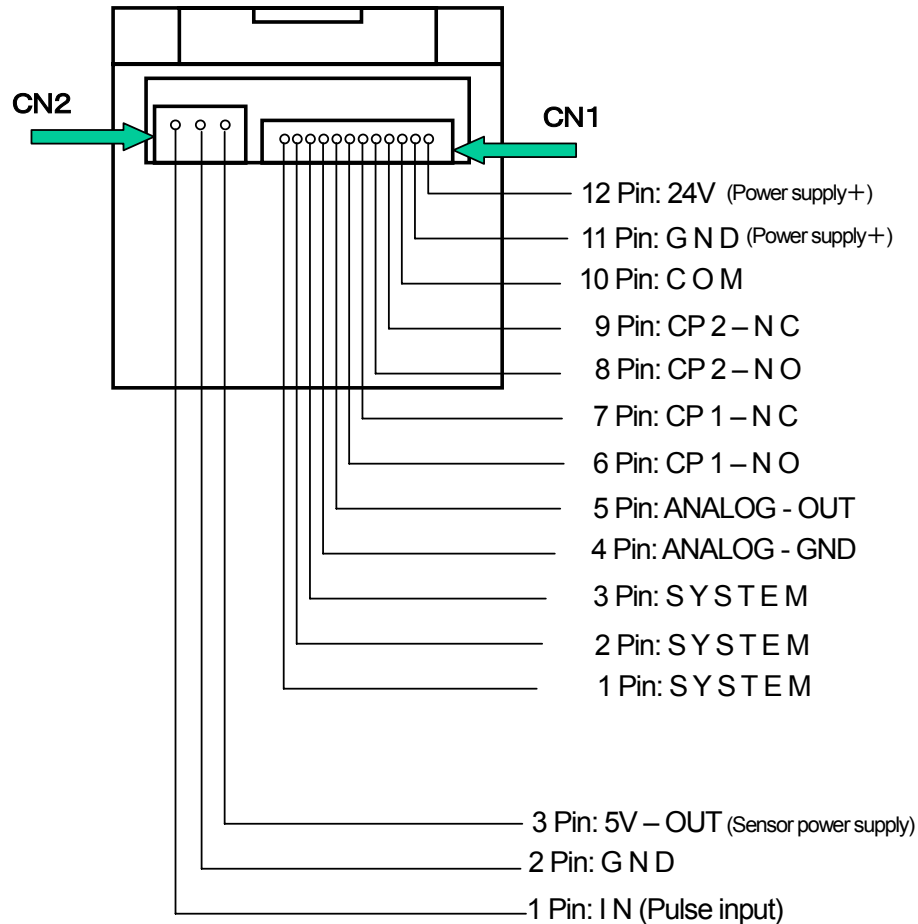 CN2
CN1
12 Pin: 24V (Power supply+)
11 Pin: G N D (Power supply+)
10 Pin: C O M
9 Pin: CP 2 – N C
8 Pin: CP 2 – N O
7 Pin: CP 1 – N C
6 Pin: CP 1 – N O
5 Pin: ANALOG - OUT
4 Pin: ANALOG - GND
3 Pin: S Y S T E M
2 Pin: S Y S T E M
1 Pin: S Y S T E M
3 Pin: 5V – OUT (Sensor power supply)
2 Pin: G N D
1 Pin: I N (Pulse input)